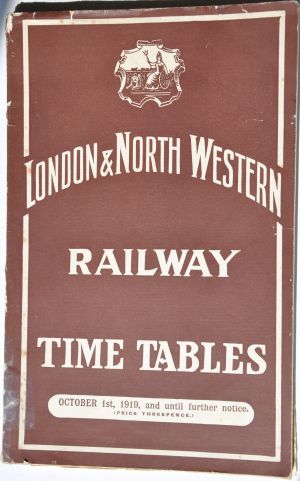 LONDON & NORTH WESTERN
RAILWAY
TIME TABLES
OCTOBER 1st, 1919, and until further notice.
(PRICE THREEPENCE.)